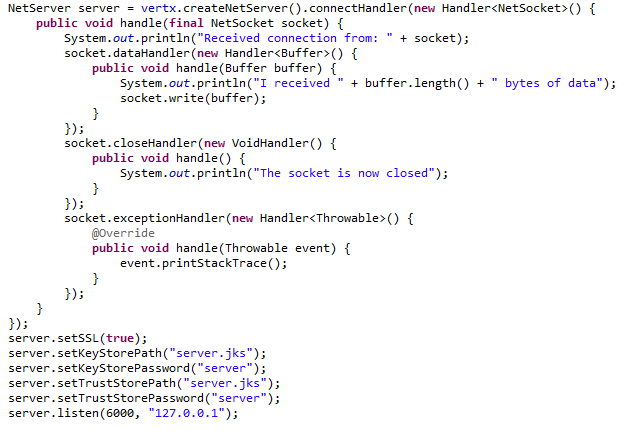 NetServer server = vertx.createNetServer().connectHandler(new Handler<NetSocket>() {
    public void handle(final NetSocket socket) {
        System.out.println("Received connection from: " + socket);
        socket.dataHandler(new Handler<Buffer>() {
            public void handle(Buffer buffer) {
                System.out.println("I received " + buffer.length() + " bytes of data");
                socket.write(buffer);
            }
        });
        socket.closeHandler(new VoidHandler() {
            public void handle() {
                System.out.println("The socket is now closed");
            }
        });
        socket.exceptionHandler(new Handler<Throwable>() {
            @Override
            public void handle(Throwable event) {
                event.printStackTrace();
            }
        });
    }
});
server.setSSL(true);
server.setKeyStorePath("server.jks");
server.setKeyStorePassword("server");
server.setTrustStorePath("server.jks");
server.setTrustStorePassword("server");
server.listen(6000, "127.0.0.1");